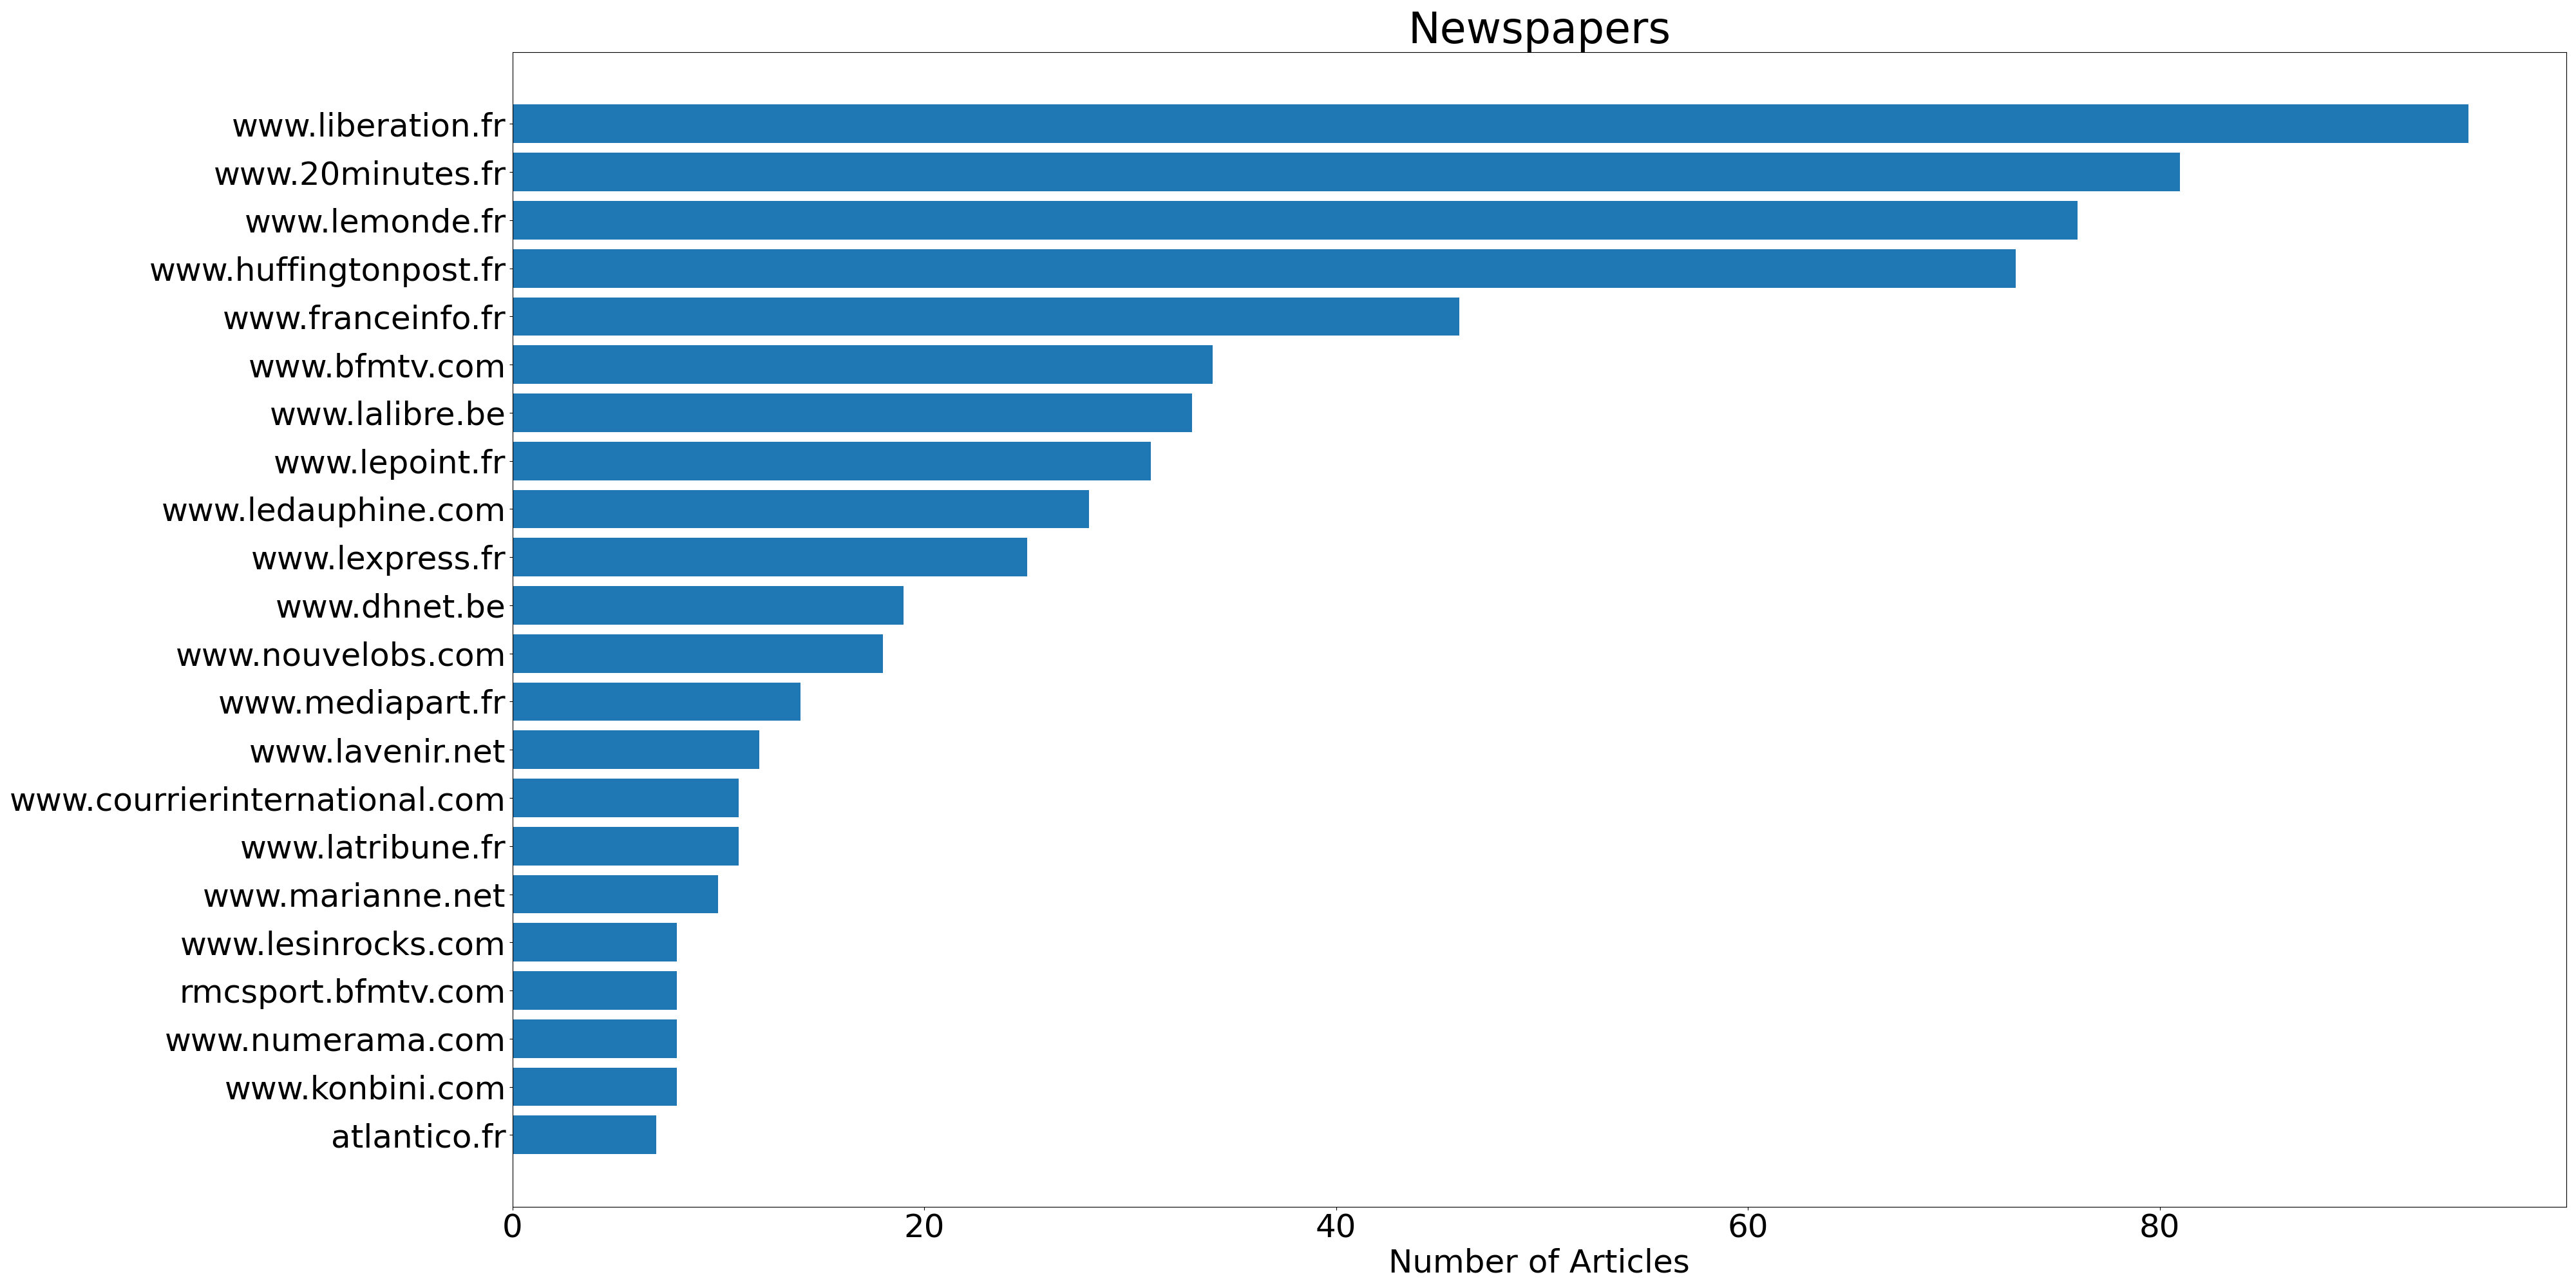 Newspapers
www.liberation.fr
www.20minutes.fr
www.lemonde.fr
www.huffingtonpost.fr
www.franceinfo.fr
www.bfmtv.com
www.lalibre.be
www.lepoint.fr
www.ledauphine.com
www.lexpress.fr
www.dhnet.be
www.nouvelobs.com
www.mediapart.fr
www.lavenir.net
www.courrierinternational.com
www.latribune.fr
www.marianne.net
www.lesinrocks.com
rmcsport.bfmtv.com
www.numerama.com
www.konbini.com
atlantico.fr
0 20 40 60 80
Number of Articles